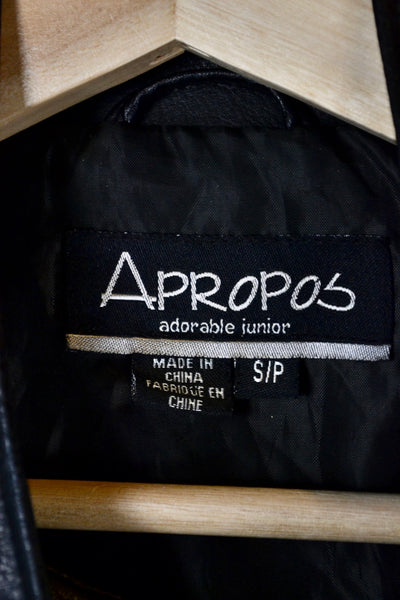 APROPOS
adorable junior
MADE IN
CHINA
FABRIQUE EN
CHINE
S/P